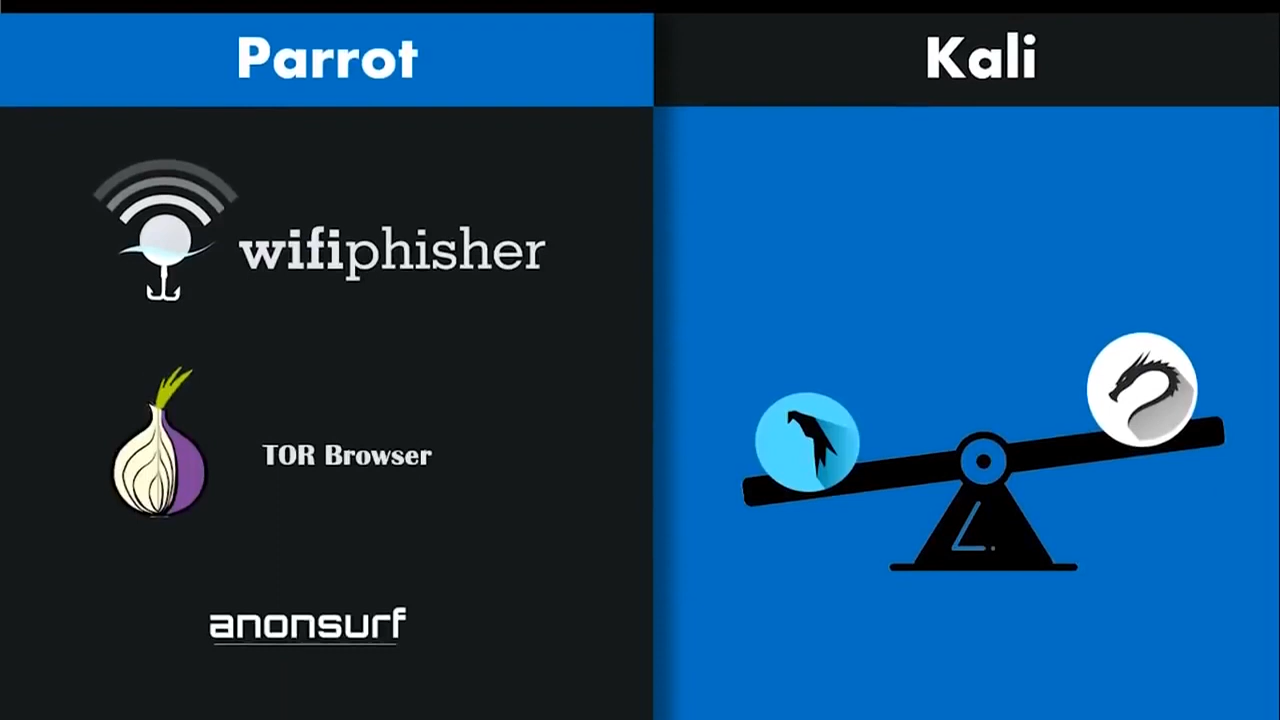 Parrot
Kali
wifiphisher
TOR Browser
anonsurf
L.